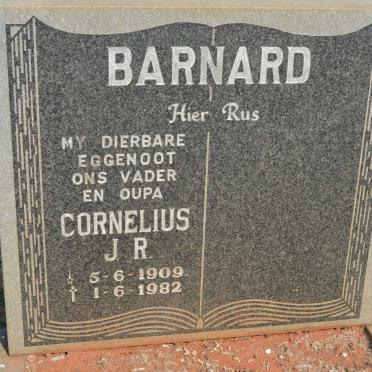 BARNARD
Hier Rus
MY DIERBARE
EGGENOOT
ONS VADER
EN OUPA
CORNELIUS
J R.
5-6-1909
† 1-6-1982